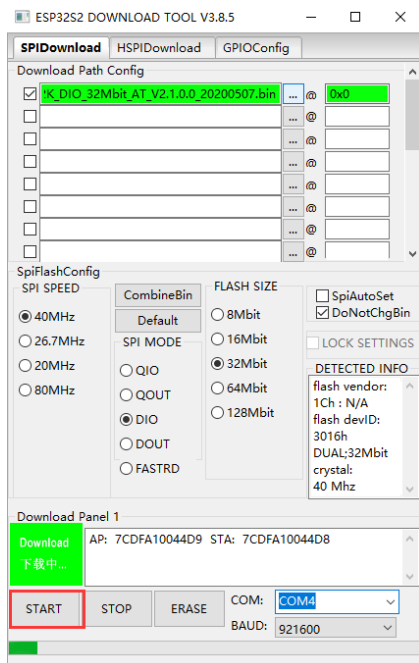 ESP32S2 DOWNLOAD TOOL V3.8.5
SPIDownload HSPIDownload GPIOConfig
Download Path Config
!K_DIO_32Mbit_AT_V2.1.0.0_20200507.bin ... @ 0x0
... @
... @
... @
... @
... @
... @
... @
SpiFlashConfig
SPI SPEED
40MHz
26.7MHz
20MHz
80MHz
CombineBin
Default
SPI MODE
QIO
QOUT
DIO
DOUT
FASTRD
FLASH SIZE
8Mbit
16Mbit
32Mbit
64Mbit
128Mbit
SpiAutoSet
DoNotChgBin
LOCK SETTINGS
DETECTED INFO
flash vendor:
1Ch : N/A
flash devID:
3016h
DUAL;32Mbit
crystal:
40 Mhz
Download Panel 1
Download
下载中...
AP: 7CDFA10044D9 STA: 7CDFA10044D8
START STOP ERASE
COM: COM4
BAUD: 921600